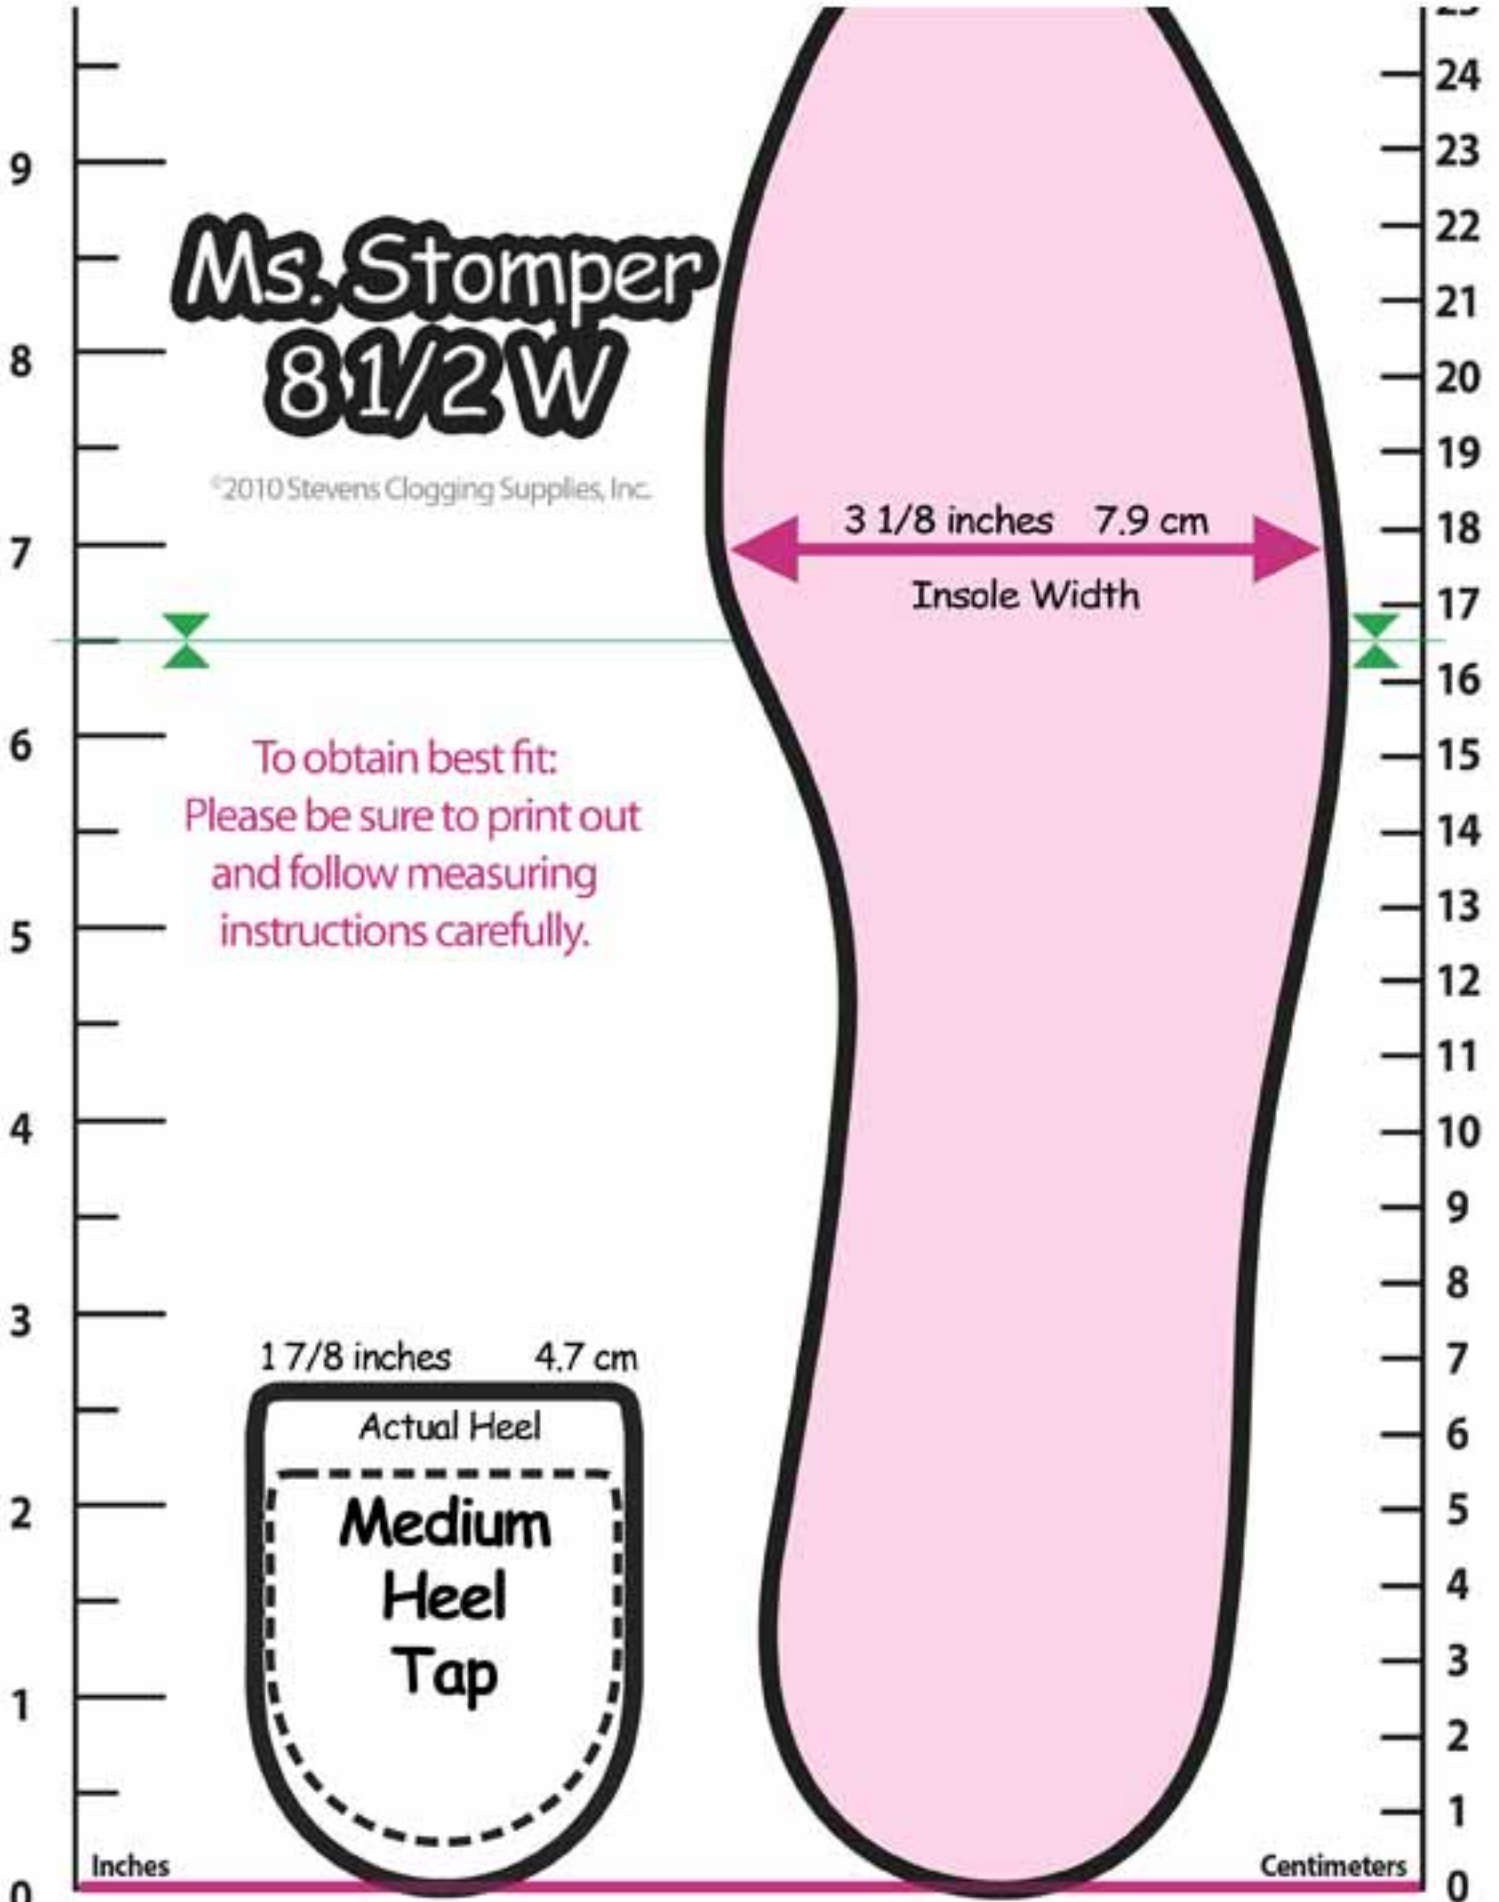 Ms. Stomper
8 1/2 W
©2010 Stevens Clogging Supplies, Inc.
3 1/8 inches 7.9 cm
Insole Width
To obtain best fit:
Please be sure to print out
and follow measuring
instructions carefully.
1 7/8 inches 4.7 cm
Actual Heel
Medium
Heel
Tap
9
8
7
6
5
4
3
2
1
0
Inches
24
23
22
21
20
19
18
17
16
15
14
13
12
11
10
9
8
7
6
5
4
3
2
1
0
Centimeters